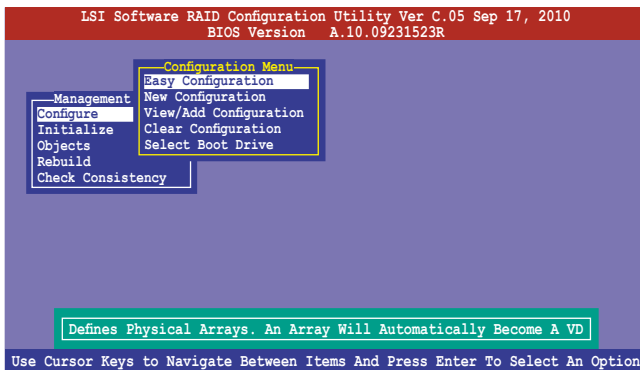 LSI Software RAID Configuration Utility Ver C.05 Sep 17, 2010
BIOS Version A.10.09231523R
Management
Configure
Initialize
Objects
Rebuild
Check Consistency
Configuration Menu
Easy Configuration
New Configuration
View/Add Configuration
Clear Configuration
Select Boot Drive
Defines Physical Arrays. An Array Will Automatically Become A VD
Use Cursor Keys to Navigate Between Items And Press Enter To Select An Option